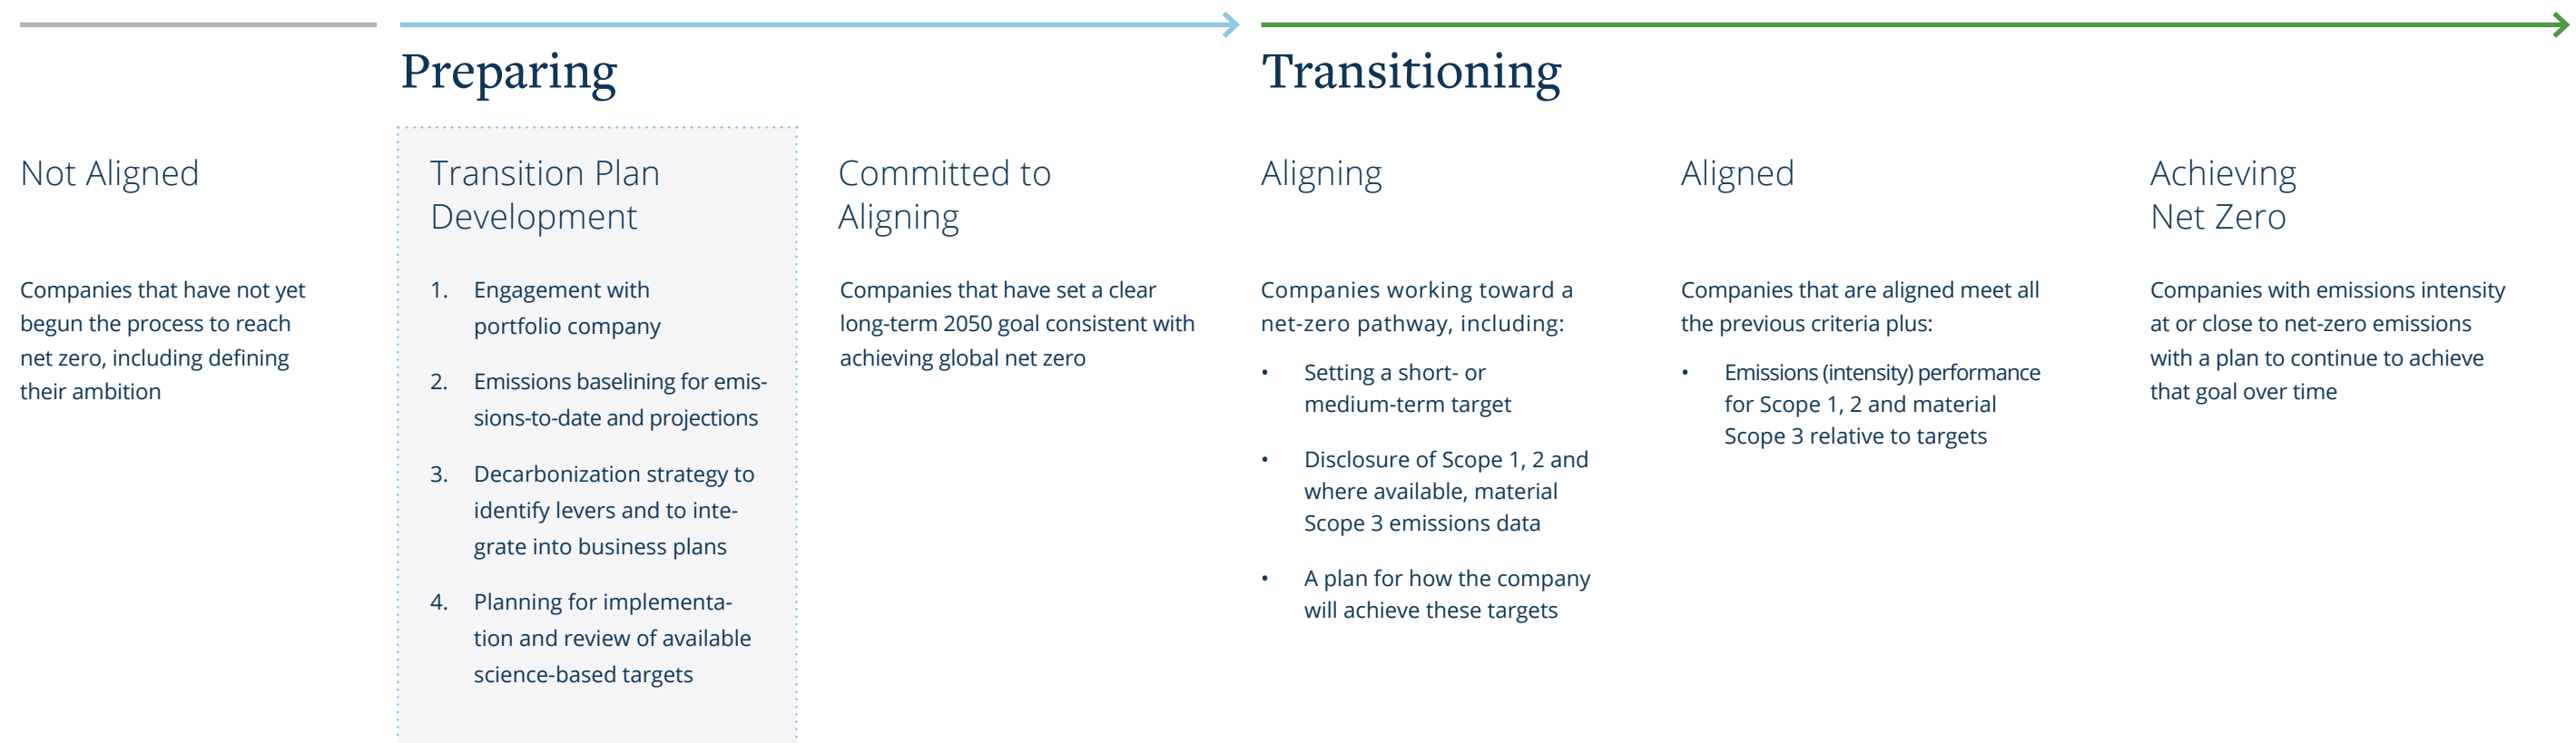 Preparing
Transitioning
Not Aligned
Companies that have not yet
begun the process to reach
net zero, including defining
their ambition
Transition Plan
Development
1. Engagement with
portfolio company
2. Emissions baselining for emis-
sions-to-date and projections
3. Decarbonization strategy to
identify levers and to inte-
grate into business plans
4. Planning for implementa-
tion and review of available
science-based targets
Committed to
Aligning
Companies that have set a clear
long-term 2050 goal consistent with
achieving global net zero
Aligning
Companies working toward a
net-zero pathway, including:
• Setting a short- or
medium-term target
• Disclosure of Scope 1, 2 and
where available, material
Scope 3 emissions data
• A plan for how the company
will achieve these targets
Aligned
Companies that are aligned meet all
the previous criteria plus:
• Emissions (intensity) performance
for Scope 1, 2 and material
Scope 3 relative to targets
Achieving
Net Zero
Companies with emissions intensity
at or close to net-zero emissions
with a plan to continue to achieve
that goal over time